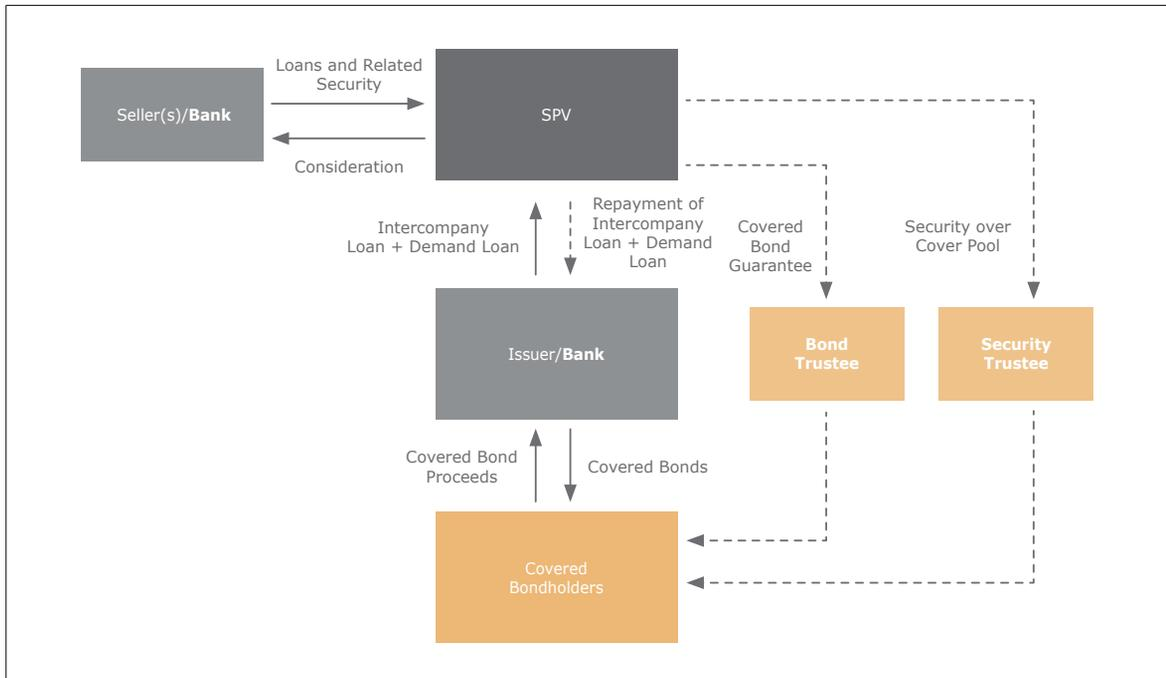 Loans and Related
Security
Seller(s)/Bank
SPV
Consideration
Intercompany
Loan + Demand Loan
Repayment of
Intercompany
Loan + Demand
Loan
Covered
Bond
Guarantee
Security over
Cover Pool
Issuer/Bank
Bond
Trustee
Security
Trustee
Covered Bond
Proceeds
Covered Bonds
Covered
Bondholders